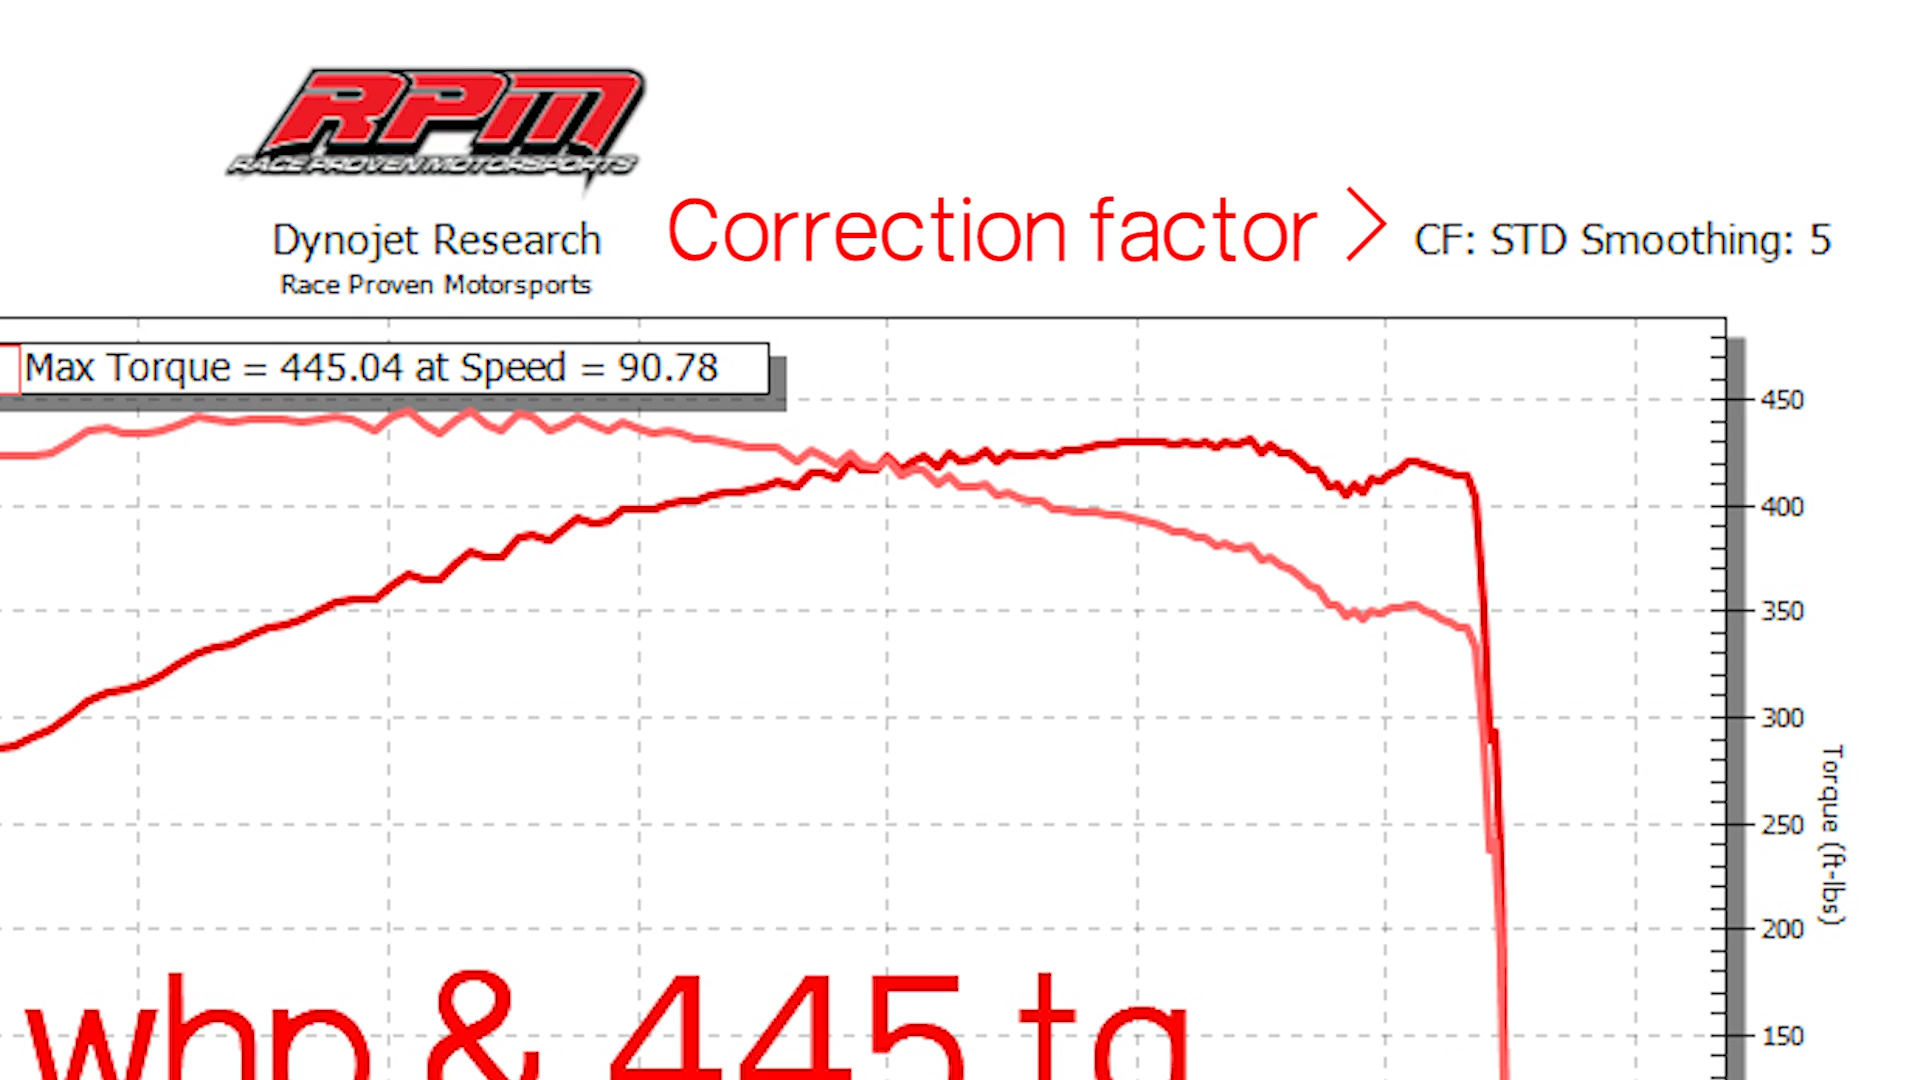 RPM
RACE PROVEN MOTORSPORTS
Dynojet Research
Race Proven Motorsports
Correction factor >
CF: STD Smoothing: 5
Max Torque = 445.04 at Speed = 90.78
450
400
350
300
250
200
150
Torque (ft-lbs)
whp & 445 tq